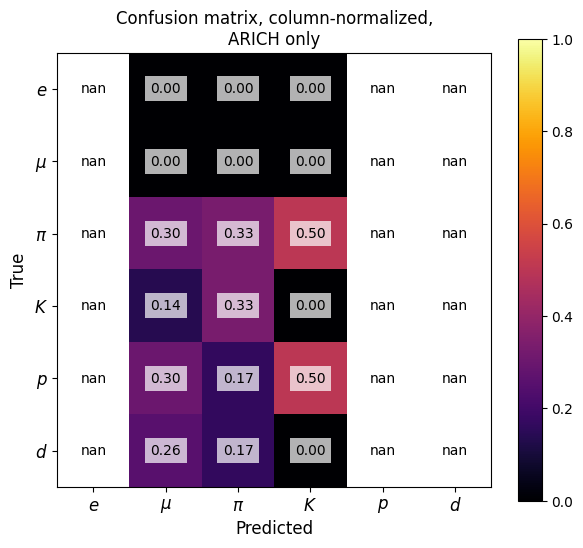 Confusion matrix, column-normalized,
ARICH only
e nan 0.00 0.00 0.00 nan nan
μ nan 0.00 0.00 0.00 nan nan
π nan 0.30 0.33 0.50 nan nan
K nan 0.14 0.33 0.00 nan nan
p nan 0.30 0.17 0.50 nan nan
d nan 0.26 0.17 0.00 nan nan
e μ π K p d
Predicted
True
1.0
0.8
0.6
0.4
0.2
0.0